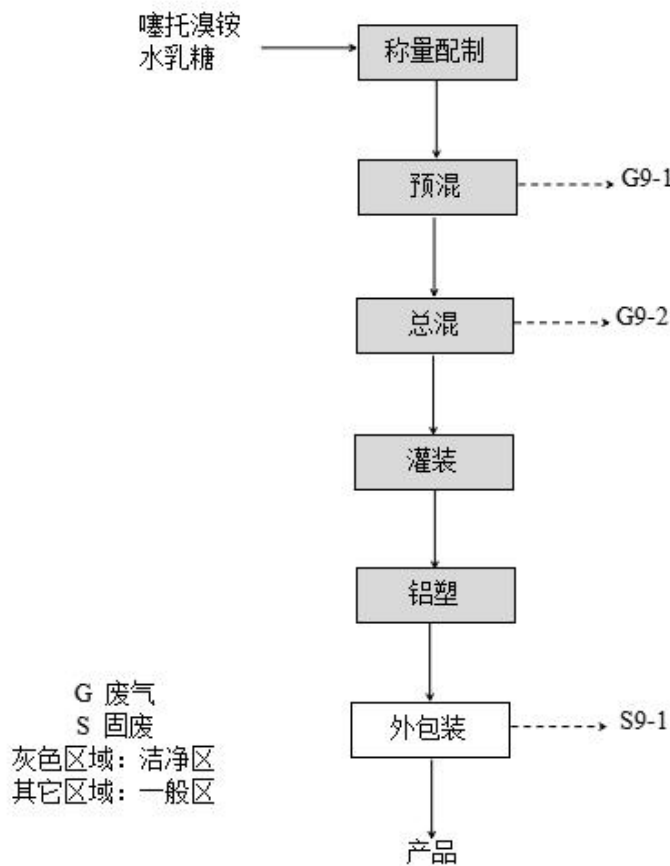 噻托溴铵
水乳糖
称量配制
预混
G9-1
总混
G9-2
灌装
铝塑
G 废气
S 固废
灰色区域：洁净区
其它区域：一般区
外包装
S9-1
产品